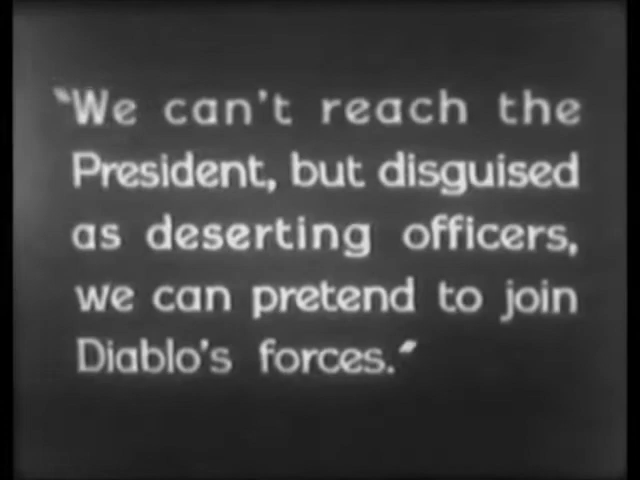 "We can't reach the
President, but disguised
as deserting officers,
we can pretend to join
Diablo's forces."